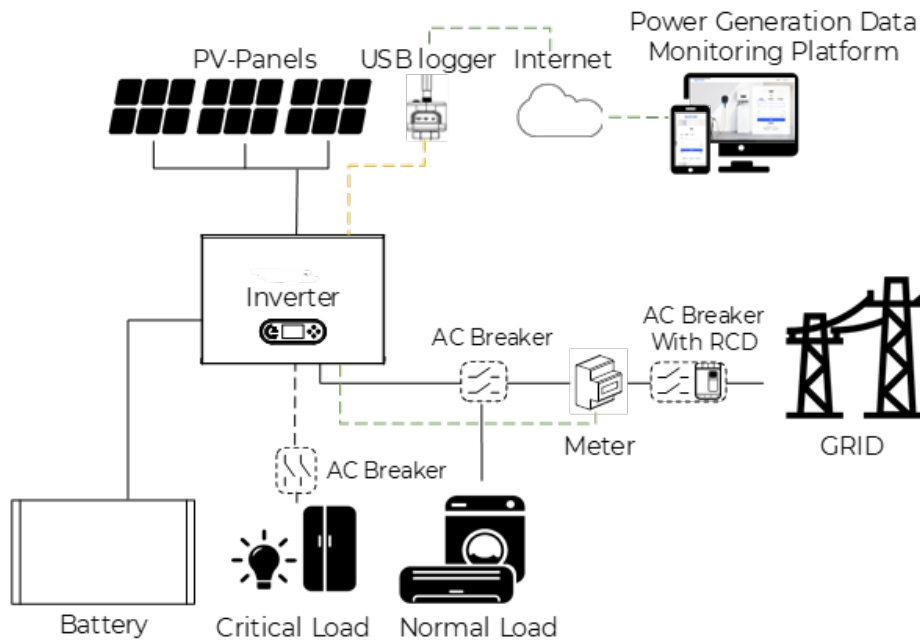 Power Generation Data
Monitoring Platform
PV-Panels
USB logger
Internet
Inverter
AC Breaker
AC Breaker
With RCD
Meter
GRID
AC Breaker
Battery
Critical Load
Normal Load